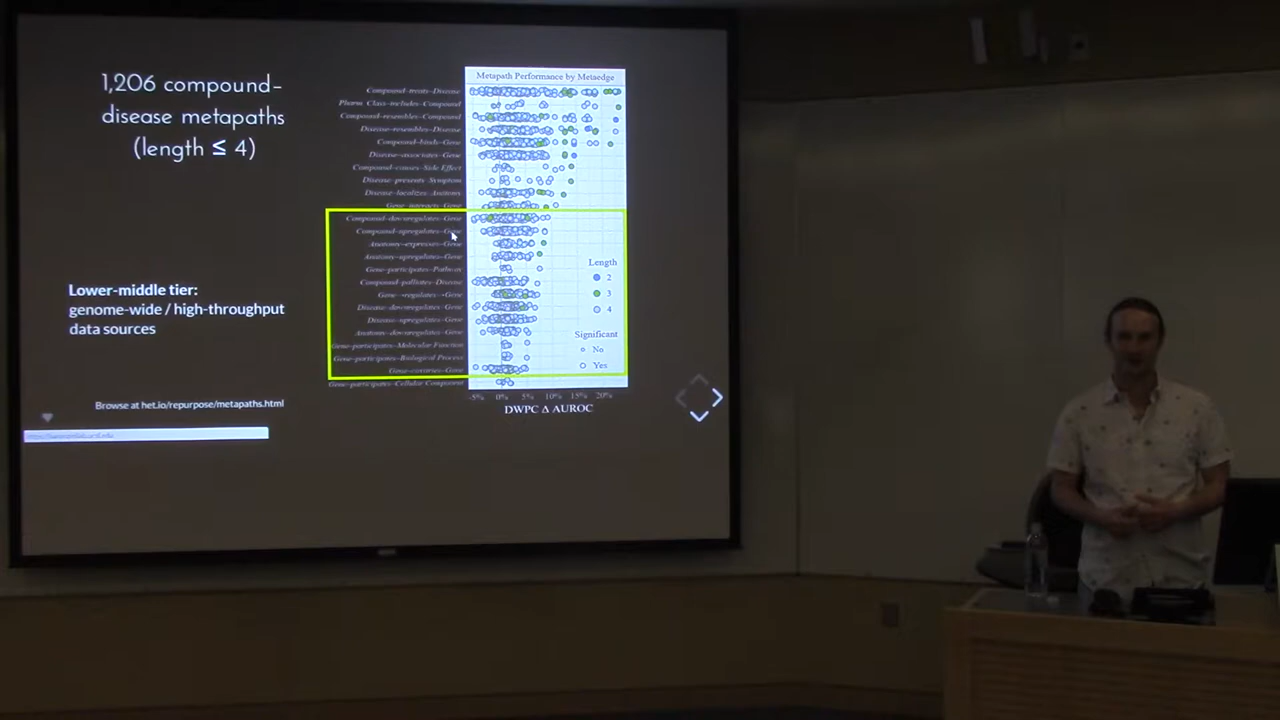 1,206 compound-
disease metapaths
(length ≤ 4)
Lower-middle tier:
genome-wide / high-throughput
data sources
Browse at het.io/repurpose/metapaths.html
Metapath Performance by Metaedge
Compound-treats-Disease
Pharm Class-includes-Compound
Compound-resembles-Compound
Disease-resembles-Disease
Compound-binds-Gene
Disease-associates-Gene
Compound-causes-Side Effect
Disease-presents-Symptom
Disease-localizes-Anatomy
Gene-interacts-Gene
Compound-downregulates-Gene
Compound-upregulates-Gene
Anatomy-expresses-Gene
Anatomy-upregulates-Gene
Gene-participates-Pathway
Compound-palliates-Disease
Gene→regulates→Gene
Disease-downregulates-Gene
Disease-upregulates-Gene
Anatomy-downregulates-Gene
Gene-participates-Molecular Function
Gene-participates-Biological Process
Gene-covaries-Gene
Gene-participates-Cellular Component
Length
2
3
4
Significant
No
Yes
-5% 0% 5% 10% 15% 20%
DWPC Δ AUROC